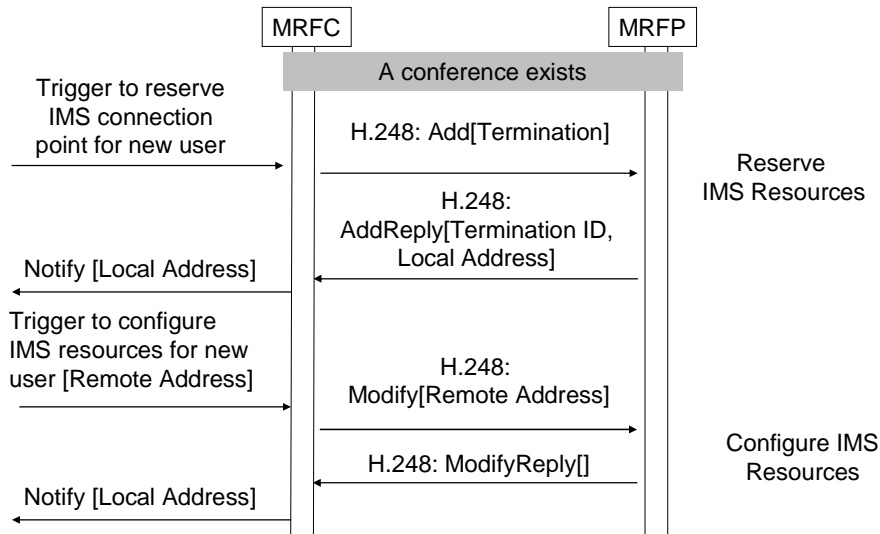 MRFC
MRFP
A conference exists
Trigger to reserve
IMS connection
point for new user
H.248: Add[Termination]
Reserve
IMS Resources
H.248:
AddReply[Termination ID,
Local Address]
Notify [Local Address]
Trigger to configure
IMS resources for new
user [Remote Address]
H.248:
Modify[Remote Address]
Configure IMS
Resources
H.248: ModifyReply[]
Notify [Local Address]